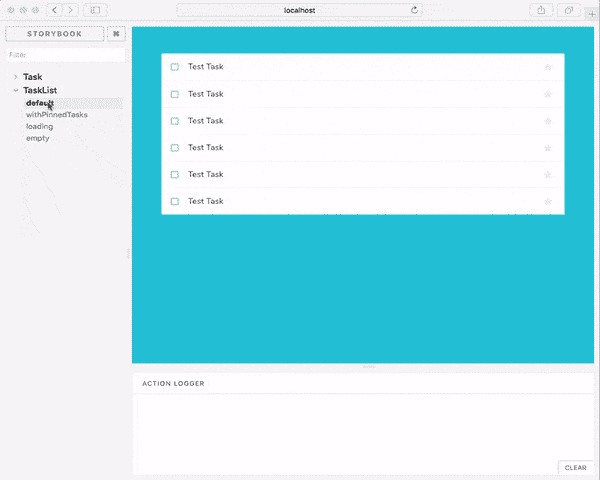 localhost
STORYBOOK ⌘
Filter
Task
TaskList
default
withPinnedTasks
loading
empty
Test Task
Test Task
Test Task
Test Task
Test Task
Test Task
ACTION LOGGER
CLEAR